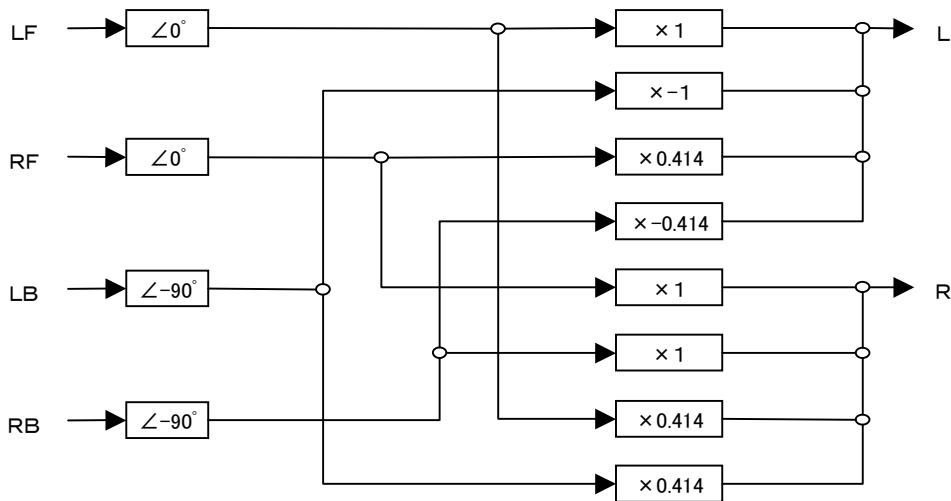 LF ∠0° ×1 L
×-1
RF ∠0° ×0.414
×-0.414
LB ∠-90° ×1 R
×1
RB ∠-90° ×0.414
×0.414